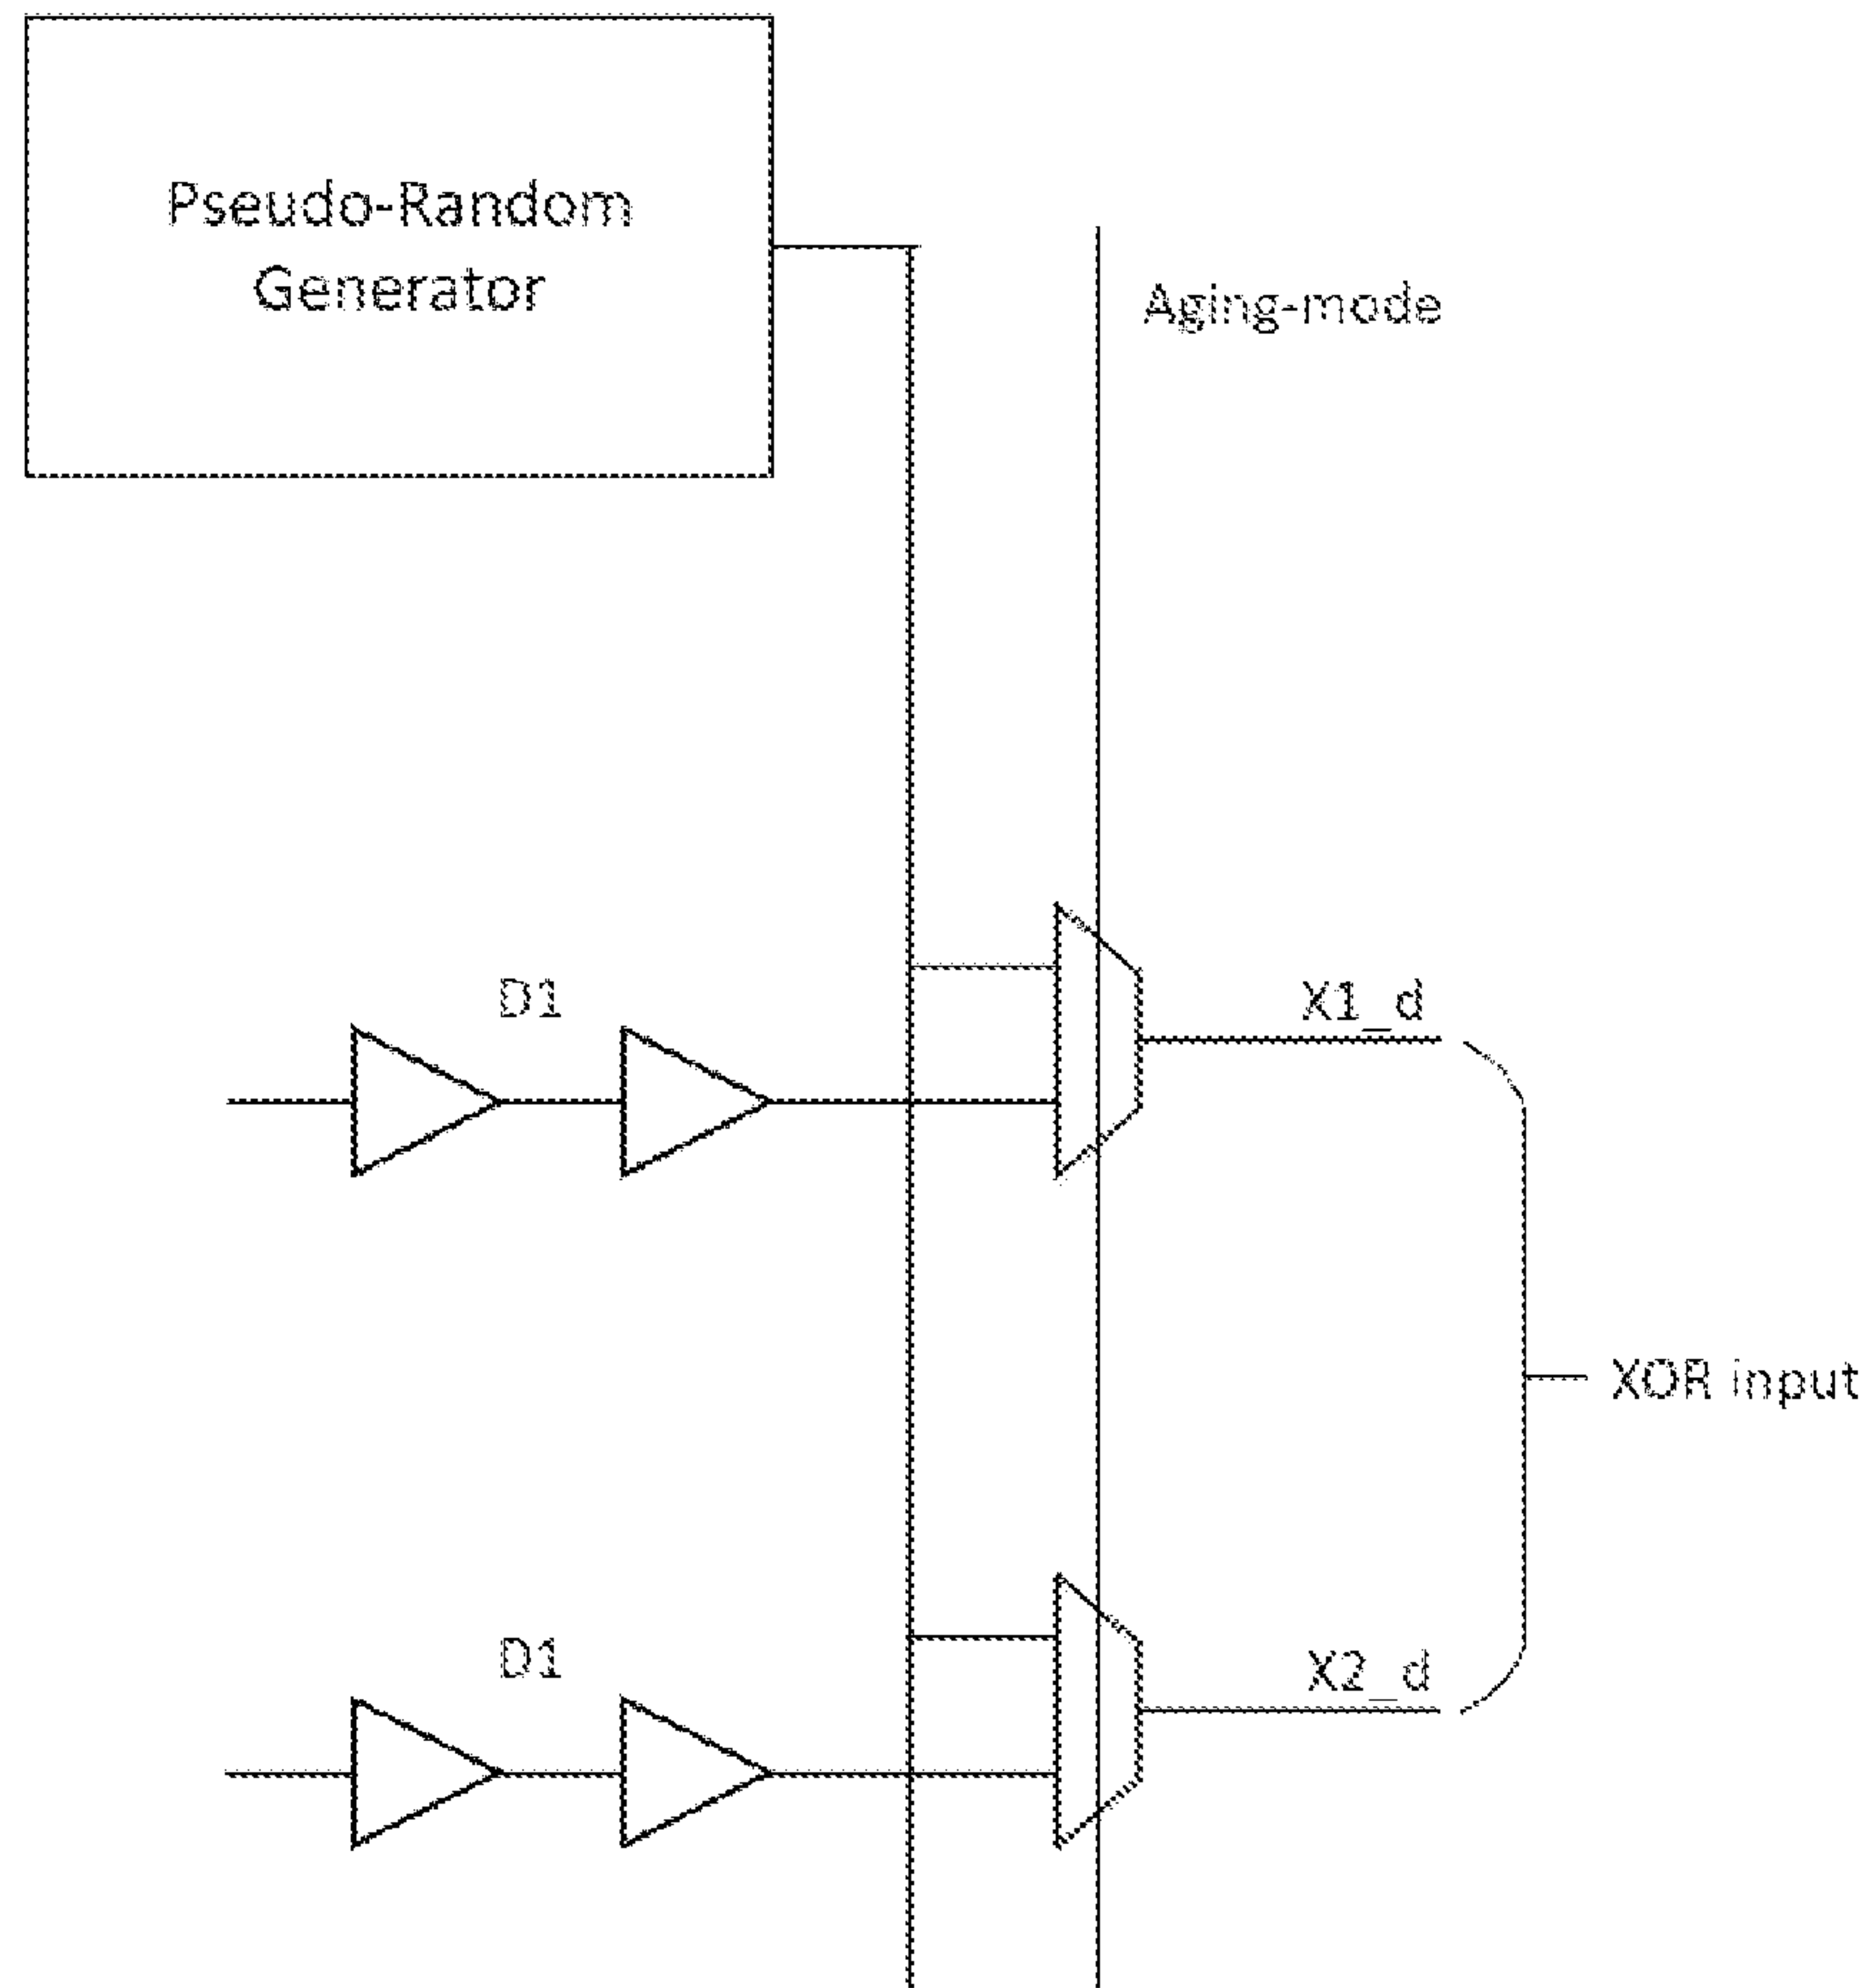 Pseudo-Random
Generator
Aging-mode
D1
X1_d
XOR input
D1
X2_d